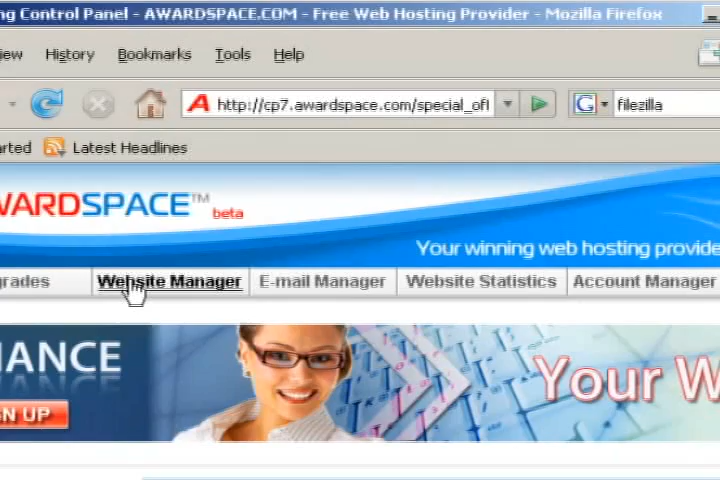 ng Control Panel - AWARDSPACE.COM - Free Web Hosting Provider - Mozilla Firefox
iew History Bookmarks Tools Help
http://cp7.awardspace.com/special_of G filezilla
arted Latest Headlines
WARDSPACE™ beta
Your winning web hosting provide
grades Website Manager E-mail Manager Website Statistics Account Manager
IANCE
Your W
GN UP